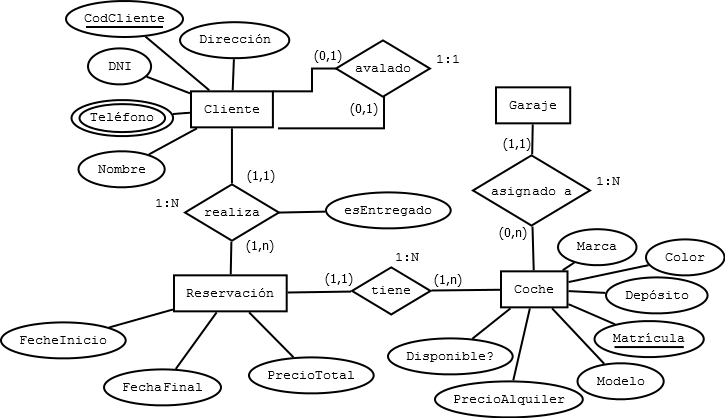 CodCliente
Dirección
(0,1)
avalado
1:1
DNI
Cliente
(0,1)
Garaje
Teléfono
(1,1)
Nombre
(1,1)
1:N
asignado a
1:N
realiza
esEntregado
(0,n)
(1,n)
Marca
1:N
Color
(1,1)
(1,n)
Reservación
tiene
Coche
Depósito
FecheInicio
Matrícula
Disponible?
PrecioTotal
FechaFinal
Modelo
PrecioAlquiler